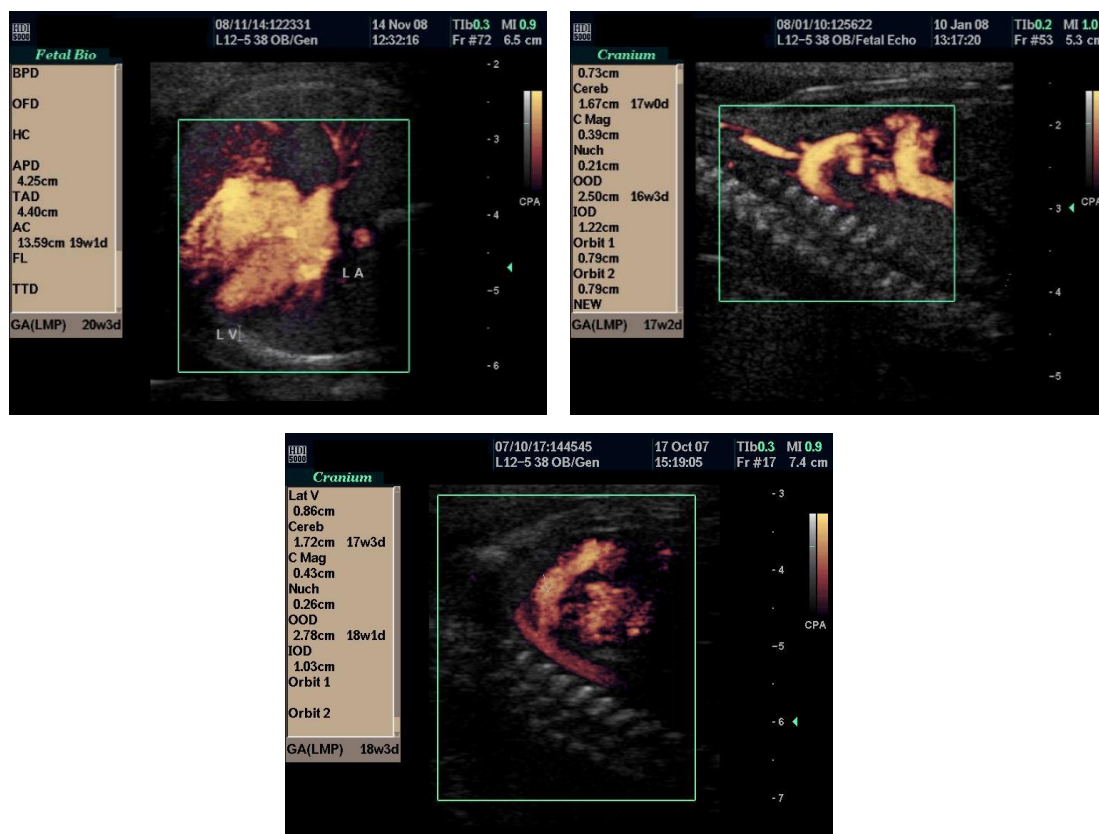 HDI 5000
08/11/14:122331 14 Nov 08 TIb0.3 MI 0.9
L12-5 38 OB/Gen 12:32:16 Fr #72 6.5 cm
Fetal Bio
BPD
OFD
HC
APD
4.25cm
TAD
4.40cm
AC
13.59cm 19w1d
FL
TTD
GA(LMP) 20w3d
-2
-3
CPA
-4
L A
-5
L V
-6
HDI 5000
08/01/10:125622 10 Jan 08 TIb0.2 MI 1.0
L12-5 38 OB/Fetal Echo 13:17:20 Fr #53 5.3 cm
Cranium
0.73cm
Cereb
1.67cm 17w0d
C Mag
0.39cm
Nuch
0.21cm
OOD
2.50cm 16w3d
IOD
1.22cm
Orbit 1
0.79cm
Orbit 2
0.79cm
NEW
GA(LMP) 17w2d
-2
-3
CPA
-4
-5
HDI 5000
07/10/17:144545 17 Oct 07 TIb0.3 MI 0.9
L12-5 38 OB/Gen 15:19:05 Fr #17 7.4 cm
Cranium
Lat V
0.86cm
Cereb
1.72cm 17w3d
C Mag
0.43cm
Nuch
0.26cm
OOD
2.78cm 18w1d
IOD
1.03cm
Orbit 1
Orbit 2
GA(LMP) 18w3d
-3
-4
CPA
-5
-6
-7